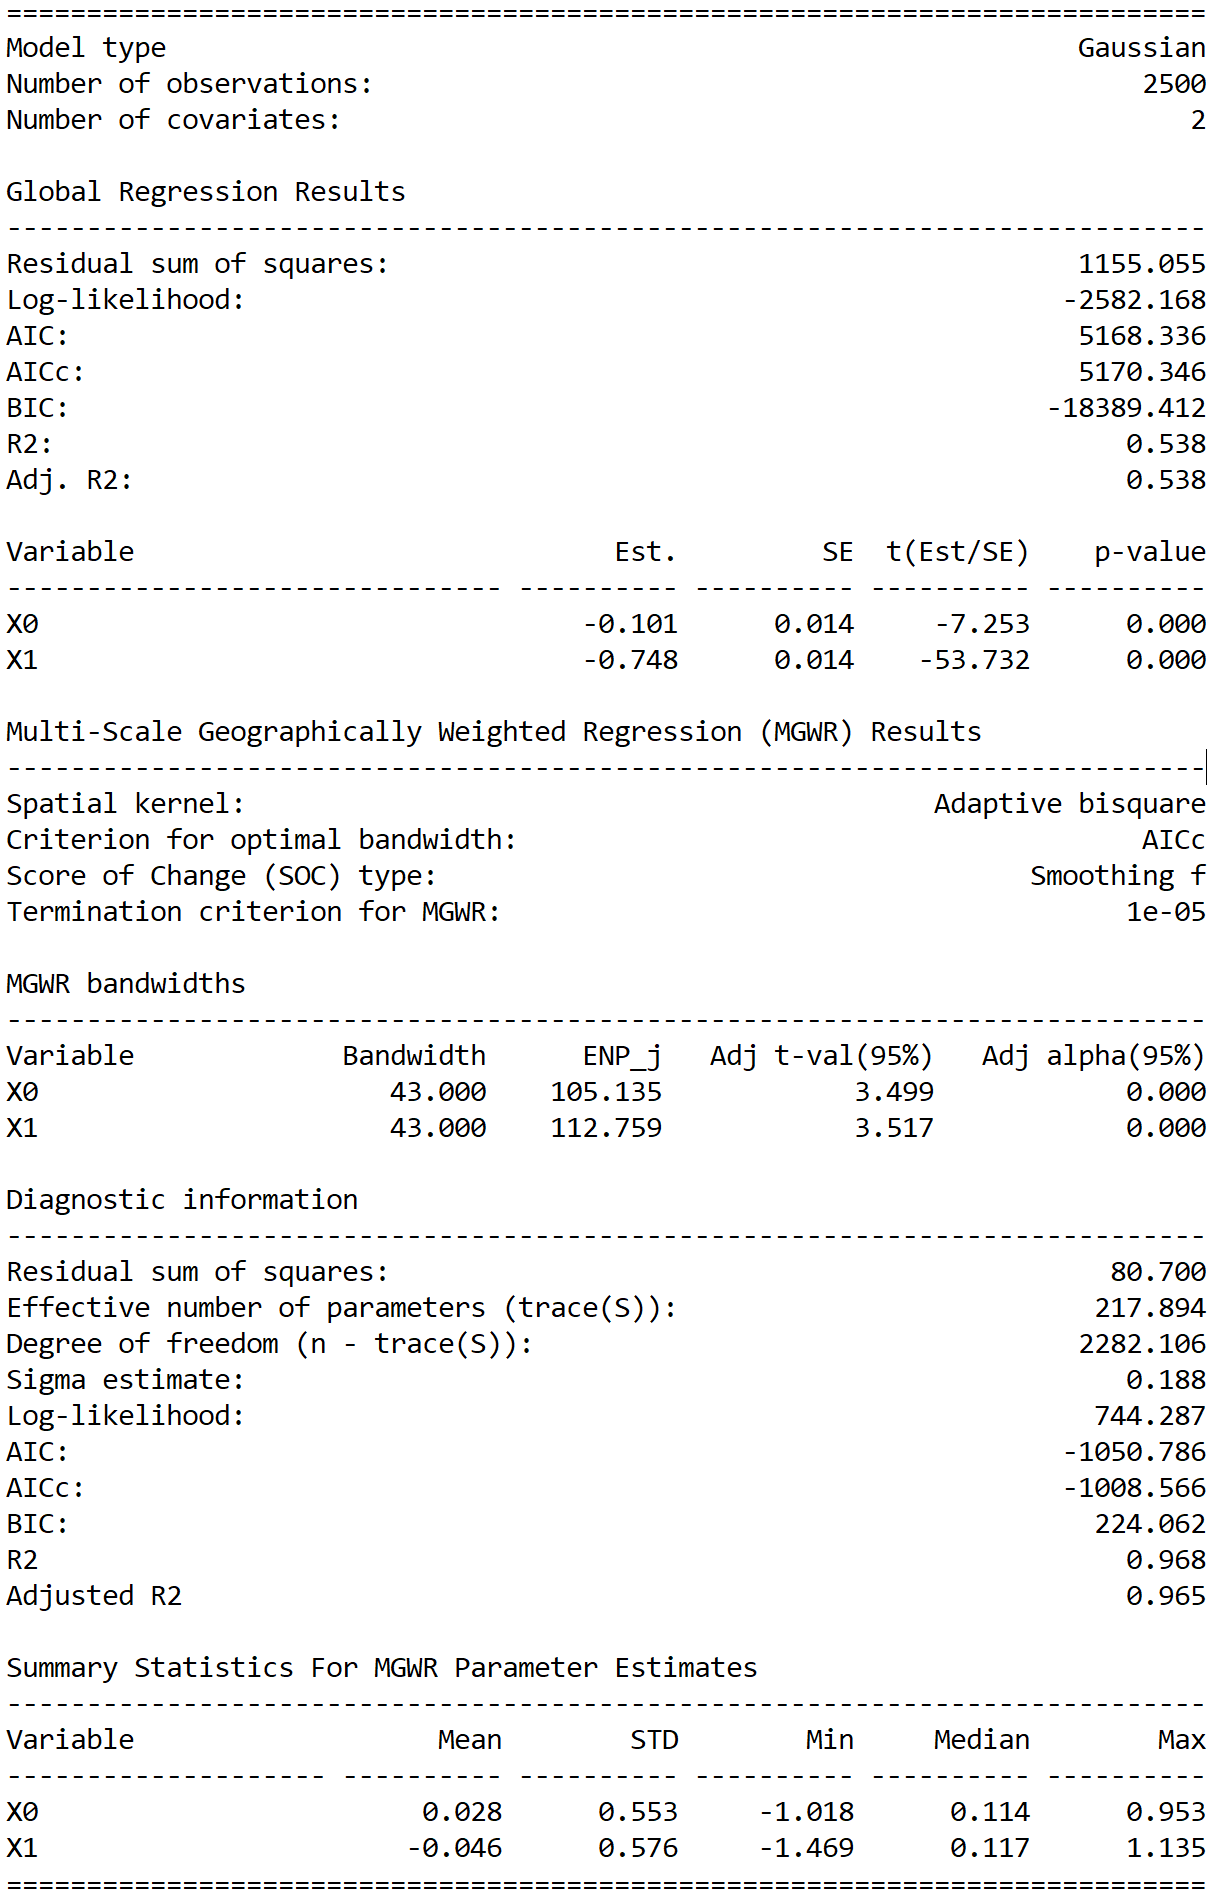 ===========================================================================
Model type                                                         Gaussian
Number of observations:                                                2500
Number of covariates:                                                     2

Global Regression Results
---------------------------------------------------------------------------
Residual sum of squares:                                           1155.055
Log-likelihood:                                                   -2582.168
AIC:                                                               5168.336
AICc:                                                              5170.346
BIC:                                                             -18389.412
R2:                                                                   0.538
Adj. R2:                                                              0.538

Variable                              Est.         SE  t(Est/SE)    p-value
------------------------------- ---------- ---------- ---------- ----------
X0                                  -0.101      0.014     -7.253      0.000
X1                                  -0.748      0.014    -53.732      0.000

Multi-Scale Geographically Weighted Regression (MGWR) Results
---------------------------------------------------------------------------
Spatial kernel:                                           Adaptive bisquare
Criterion for optimal bandwidth:                                       AICc
Score of Change (SOC) type:                                     Smoothing f
Termination criterion for MGWR:                                       1e-05

MGWR bandwidths
---------------------------------------------------------------------------
Variable             Bandwidth      ENP_j   Adj t-val(95%)   Adj alpha(95%)
X0                      43.000    105.135            3.499            0.000
X1                      43.000    112.759            3.517            0.000

Diagnostic information
---------------------------------------------------------------------------
Residual sum of squares:                                             80.700
Effective number of parameters (trace(S)):                          217.894
Degree of freedom (n - trace(S)):                                  2282.106
Sigma estimate:                                                       0.188
Log-likelihood:                                                     744.287
AIC:                                                              -1050.786
AICc:                                                             -1008.566
BIC:                                                                224.062
R2                                                                    0.968
Adjusted R2                                                           0.965

Summary Statistics For MGWR Parameter Estimates
---------------------------------------------------------------------------
Variable                   Mean        STD        Min     Median        Max
-------------------- ---------- ---------- ---------- ---------- ----------
X0                        0.028      0.553     -1.018      0.114      0.953
X1                       -0.046      0.576     -1.469      0.117      1.135
===========================================================================